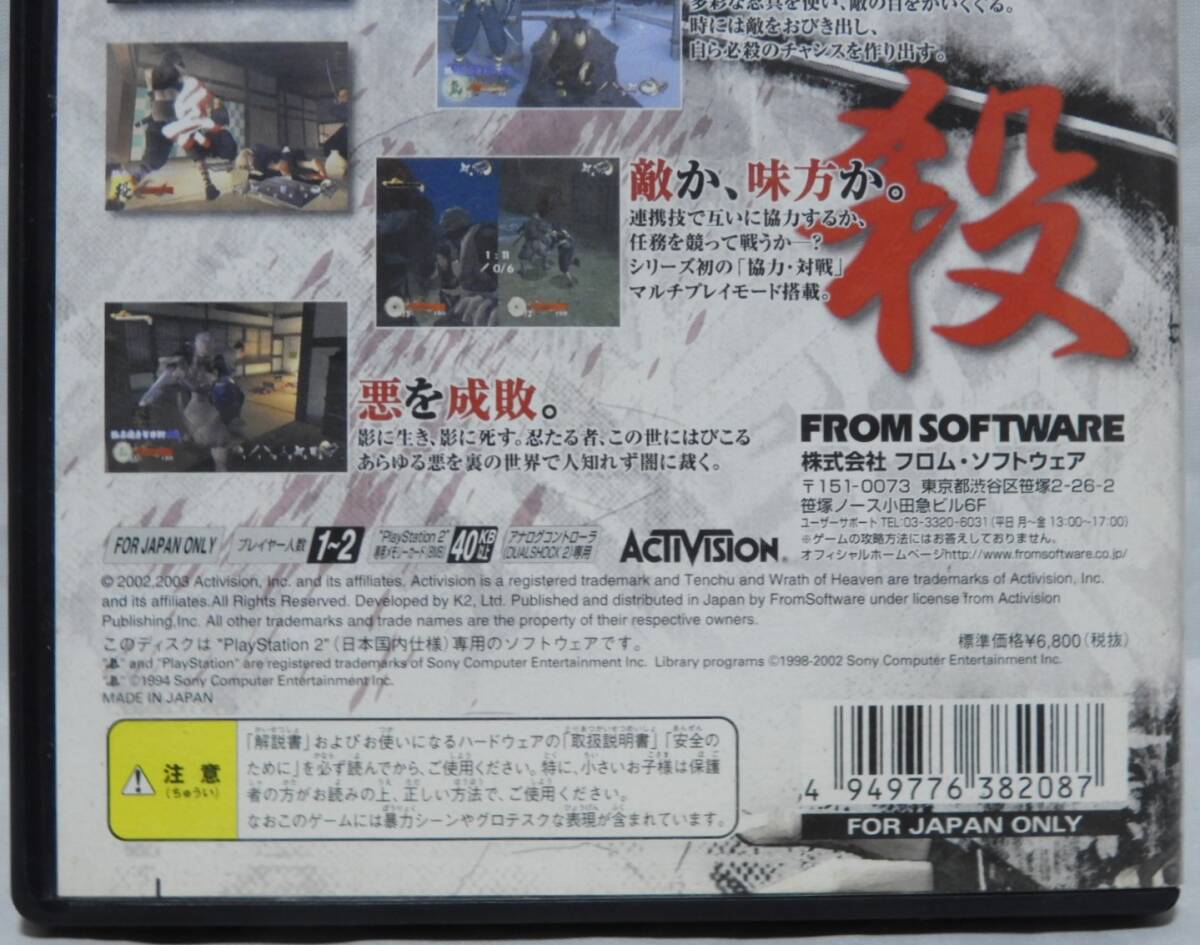 多彩な忍具を使い、敵の目をかいくぐる。
時には敵をおびき出し、
自ら必殺のチャンスを作り出す。
殺
敵か、味方か。
連携技で互いに協力するか、
任務を競って戦うか―?
シリーズ初の「協力・対戦」
マルチプレイモード搭載。
/0/6
悪を成敗。
影に生き、影に死す。忍たる者、この世にはびこる
あらゆる悪を裏の世界で人知れず闇に裁く。
FROM SOFTWARE
株式会社 フロム・ソフトウェア
〒151-0073 東京都渋谷区笹塚2-26-2
笹塚ノース小田急ビル6F
ユーザーサポート TEL:03-3320-6031(平日 月~金 13:00~17:00)
※ゲームの攻略方法にはお答えしておりません。
オフィシャルホームページhttp://www.fromsoftware.co.jp/
FOR JAPAN ONLY
プレイヤー人数 1~2
"PlayStation 2"
専用メモリーカード(8MB) 40KB以上
アナログコントローラ
(DUALSHOCK 2)専用
ACTIVISION.
© 2002,2003 Activision, Inc. and its affiliates. Activision is a registered trademark and Tenchu and Wrath of Heaven are trademarks of Activision, Inc.
and its affiliates.All Rights Reserved. Developed by K2, Ltd. Published and distributed in Japan by FromSoftware under license from Activision
Publishing,Inc. All other trademarks and trade names are the property of their respective owners.
このディスクは "PlayStation 2"(日本国内仕様)専用のソフトウェアです。
標準価格¥6,800(税抜)
" " and "PlayStation" are registered trademarks of Sony Computer Entertainment Inc. Library programs ©1998-2002 Sony Computer Entertainment Inc.
" " ©1994 Sony Computer Entertainment Inc.
MADE IN JAPAN
注意
(ちゅうい)
「解説書」およびお使いになるハードウェアの「取扱説明書」「安全の
ために」を必ず読んでから、ご使用ください。特に、小さいお子様は保護
者の方がお読みの上、正しい方法で、ご使用ください。
なおこのゲームには暴力シーンやグロテスクな表現が含まれています。
4 949776 382087
FOR JAPAN ONLY